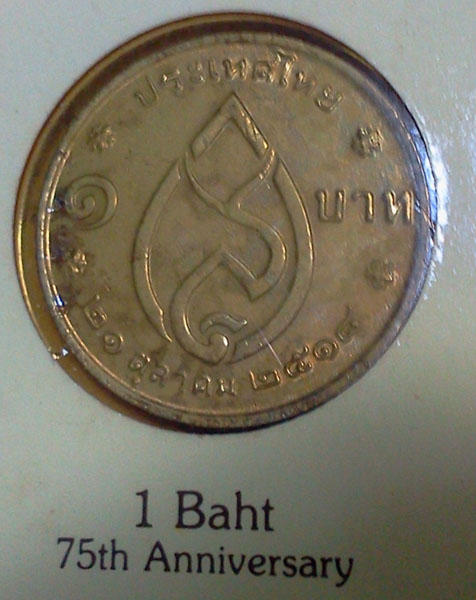 ประเทศไทย
๑ บาท
๒๑ ตุลาคม ๒๕๑๘
1 Baht
75th Anniversary